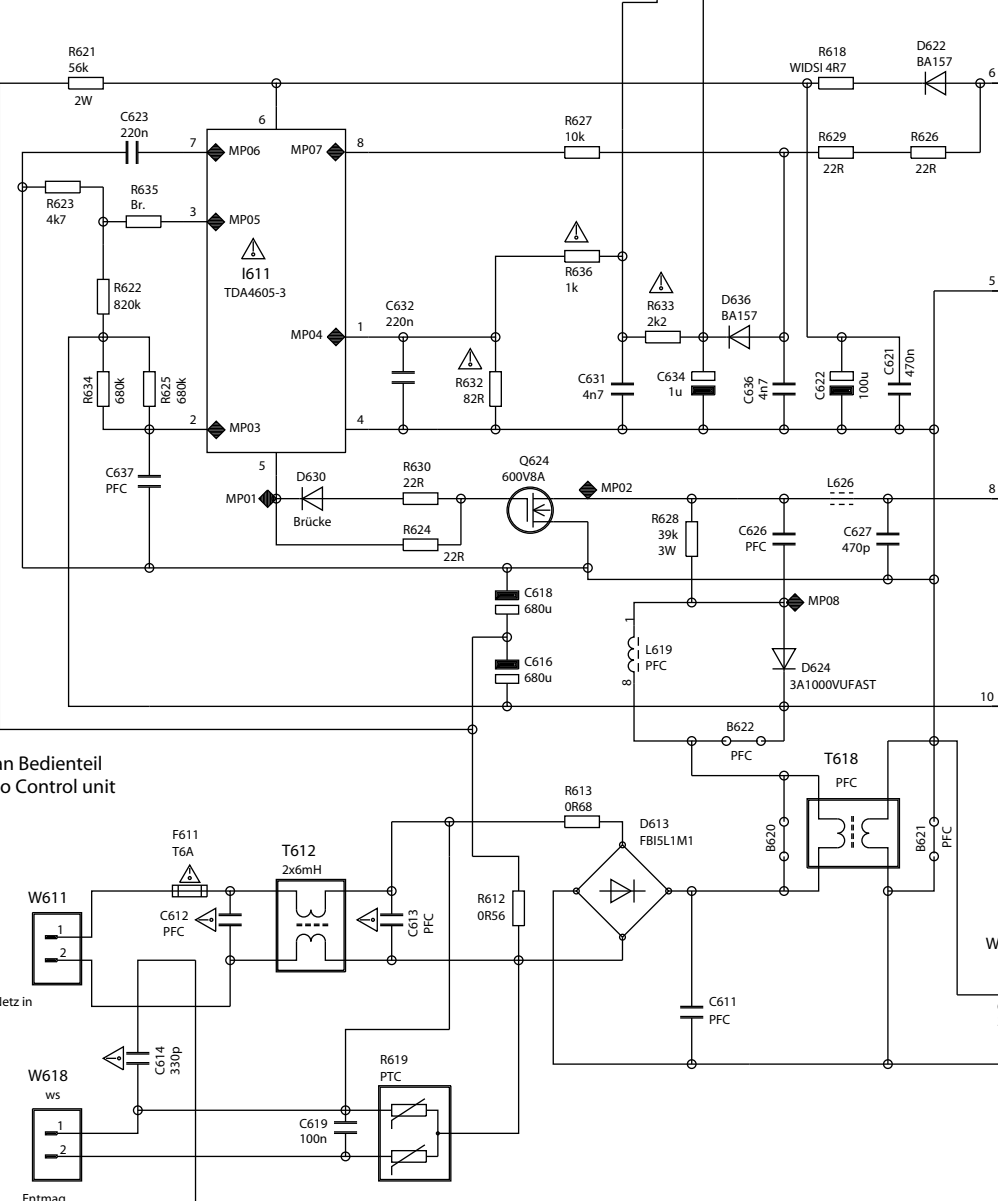 R621
56k
2W
R618
WIDSI 4R7
D622
BA157
6
C623
220n
6
R627
10k
R629
22R
R626
22R
7
MP06
MP07
8
R623
4k7
R635
Br.
3
MP05
I611
TDA4605-3
R636
1k
5
R622
820k
C632
220n
R633
2k2
D636
BA157
MP04
1
R634
680k
R625
680k
R632
82R
C631
4n7
C634
1u
C636
4n7
C622
100u
C621
470n
2
MP03
4
C637
PFC
5
MP01
D630
Brücke
R630
22R
R624
22R
Q624
600V8A
MP02
R628
39k
3W
C626
PFC
L626
C627
470p
8
C618
680u
MP08
1
L619
PFC
8
C616
680u
D624
3A1000VUFAST
10
B622
PFC
an Bedienteil
o Control unit
T618
PFC
B620
B621
PFC
R613
0R68
D613
FBI5L1M1
F611
T6A
T612
2x6mH
W611
1
2
C612
PFC
C613
PFC
R612
0R56
W
Netz in
C611
PFC
C614
330p
W618
ws
1
2
R619
PTC
C619
100n
Entmag